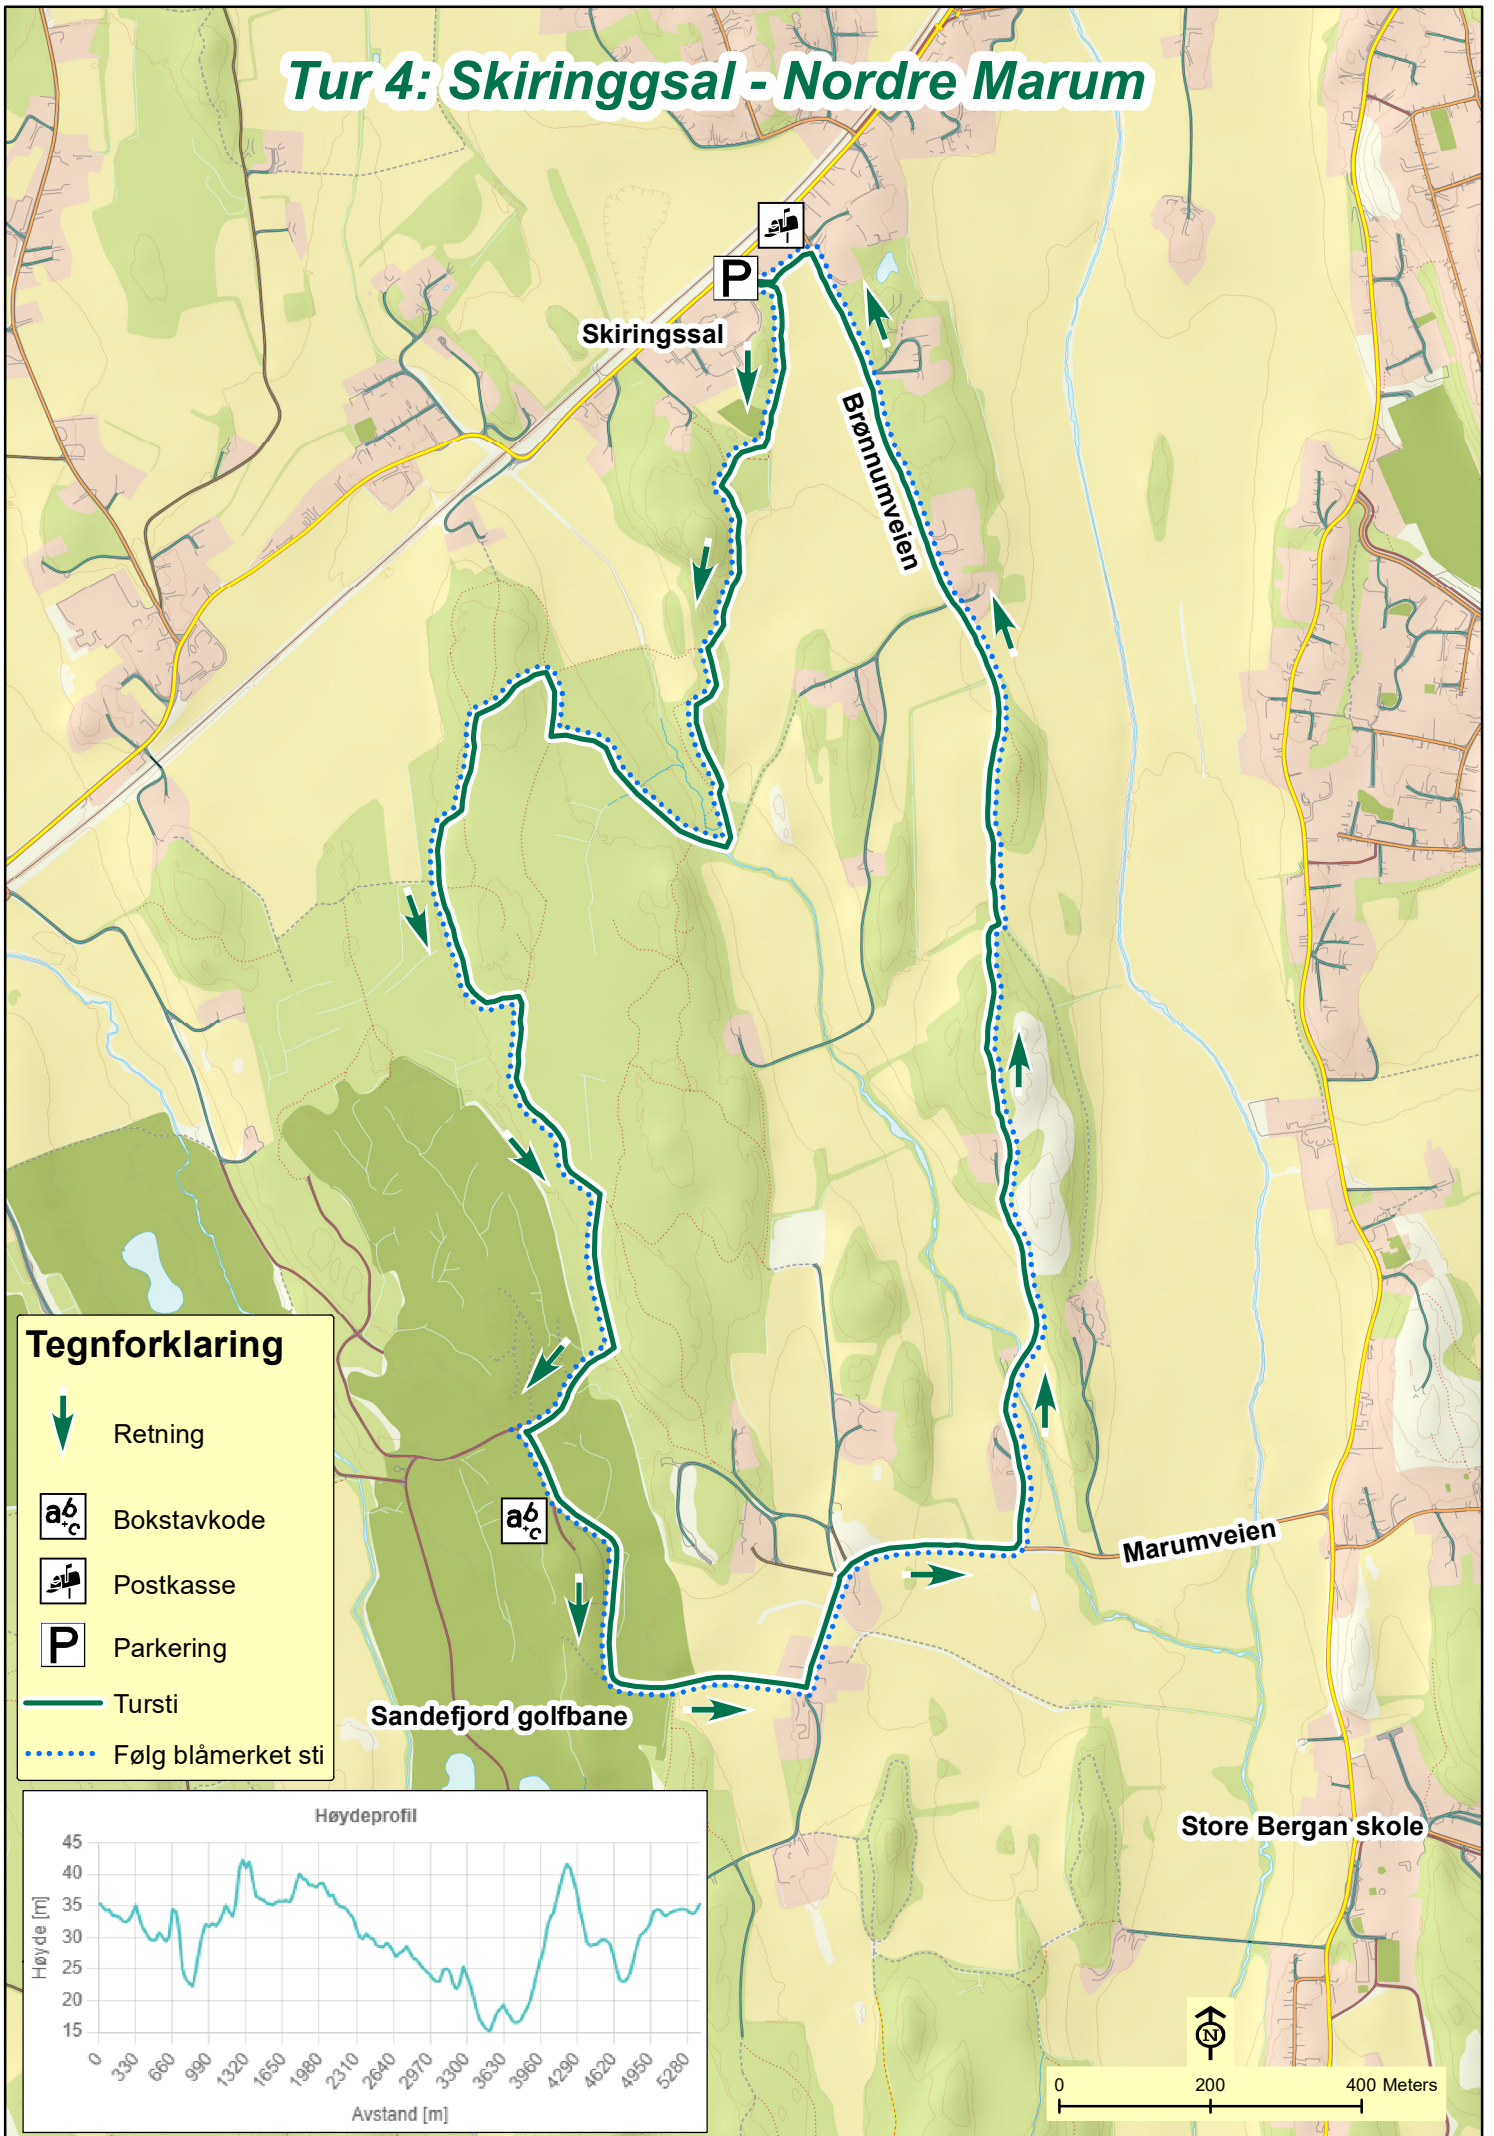 Tur 4: Skiringgsal - Nordre Marum
P
Skiringssal
Brønnumveien
Marumveien
a b + c
Sandefjord golfbane
Store Bergan skole
Tegnforklaring
Retning
a b + c
Bokstavkode
Postkasse
P
Parkering
Tursti
Følg blåmerket sti
Høydeprofil
Høyde [m]
45
40
35
30
25
20
15
0 330 660 990 1320 1650 1980 2310 2640 2970 3300 3630 3960 4290 4620 4950 5280
Avstand [m]
N
0 200 400 Meters